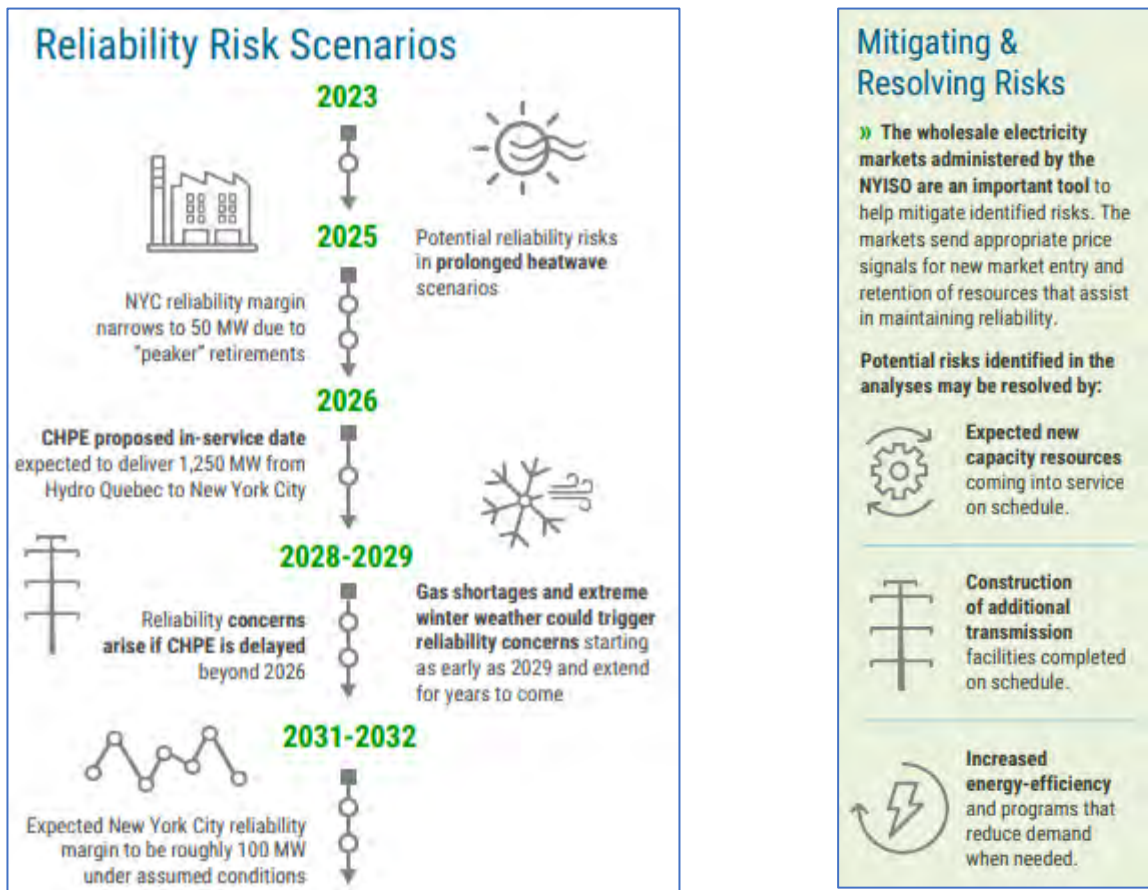 Reliability Risk Scenarios
2023
2025
Potential reliability risks
in prolonged heatwave
scenarios
NYC reliability margin
narrows to 50 MW due to
"peaker" retirements
2026
CHPE proposed in-service date
expected to deliver 1,250 MW from
Hydro Quebec to New York City
2028-2029
Reliability concerns
arise if CHPE is delayed
beyond 2026
Gas shortages and extreme
winter weather could trigger
reliability concerns starting
as early as 2029 and extend
for years to come
2031-2032
Expected New York City reliability
margin to be roughly 100 MW
under assumed conditions
Mitigating &
Resolving Risks
» The wholesale electricity
markets administered by the
NYISO are an important tool to
help mitigate identified risks. The
markets send appropriate price
signals for new market entry and
retention of resources that assist
in maintaining reliability.
Potential risks identified in the
analyses may be resolved by:
Expected new
capacity resources
coming into service
on schedule.
Construction
of additional
transmission
facilities completed
on schedule.
Increased
energy-efficiency
and programs that
reduce demand
when needed.